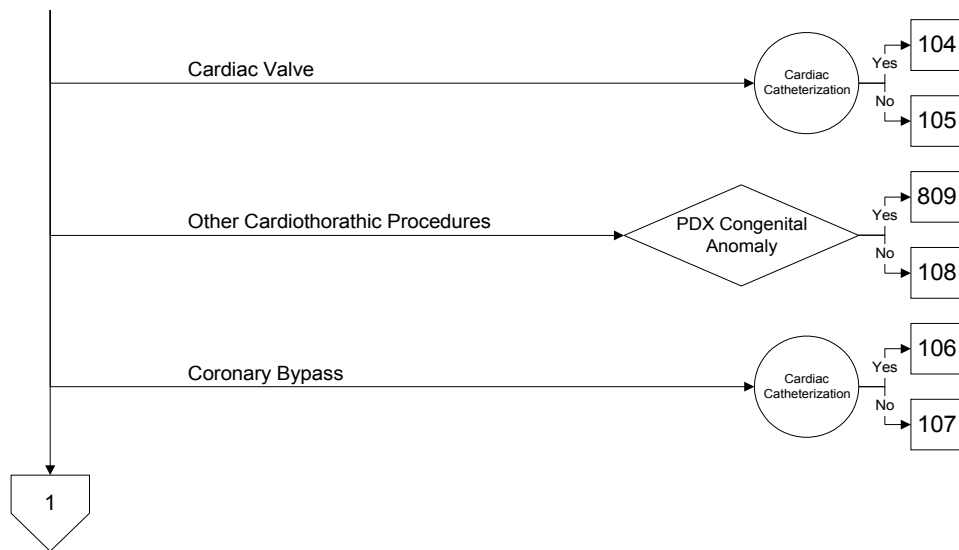 Cardiac Valve
Cardiac
Catheterization
Yes
104
No
105
Other Cardiothorathic Procedures
PDX Congenital
Anomaly
Yes
809
No
108
Coronary Bypass
Cardiac
Catheterization
Yes
106
No
107
1